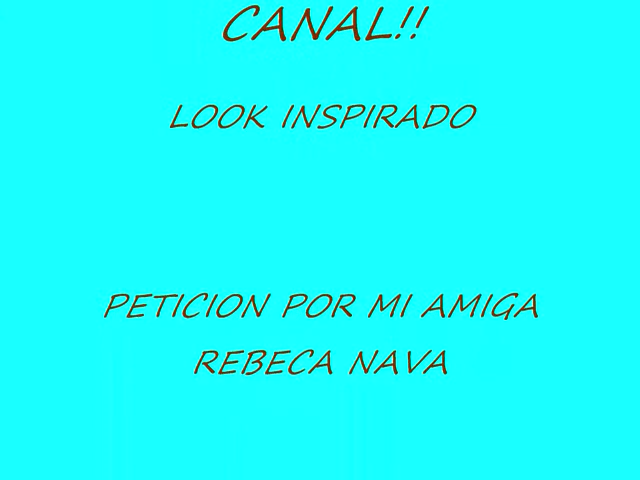 CANAL!!
LOOK INSPIRADO
PETICION POR MI AMIGA
REBECA NAVA